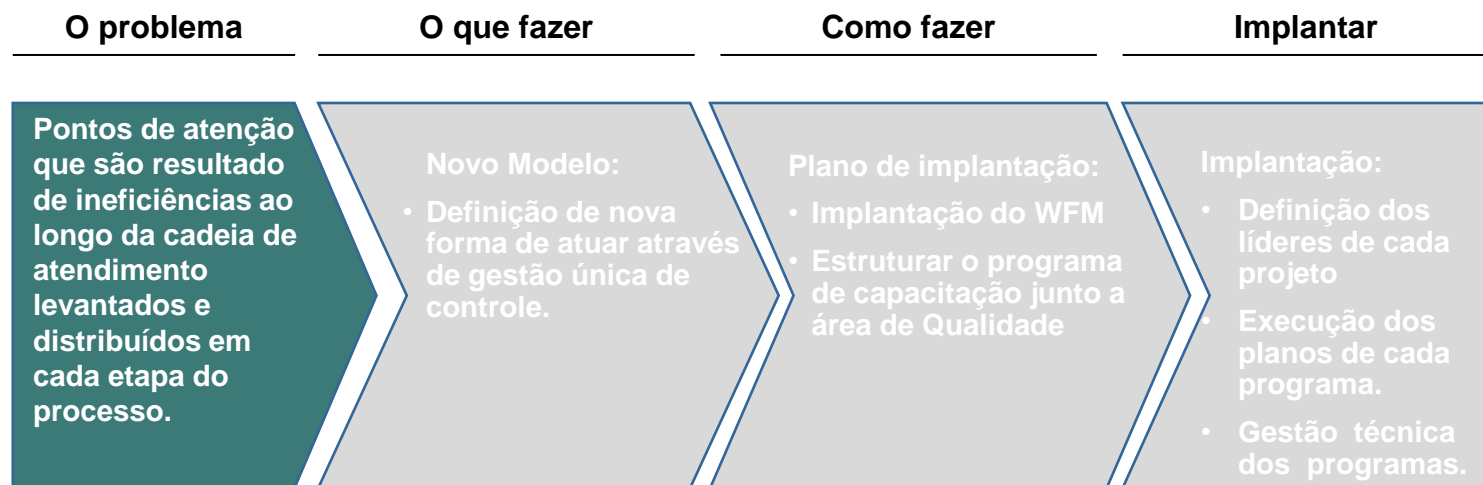 O problema
O que fazer
Como fazer
Implantar
Pontos de atenção
que são resultado
de ineficiências ao
longo da cadeia de
atendimento
levantados e
distribuídos em
cada etapa do
processo.
Novo Modelo:
• Definição de nova
forma de atuar através
de gestão única de
controle.
Plano de implantação:
• Implantação do WFM
• Estruturar o programa
de capacitação junto a
área de Qualidade
Implantação:
• Definição dos
líderes de cada
projeto
• Execução dos
planos de cada
programa.
• Gestão técnica
dos programas.